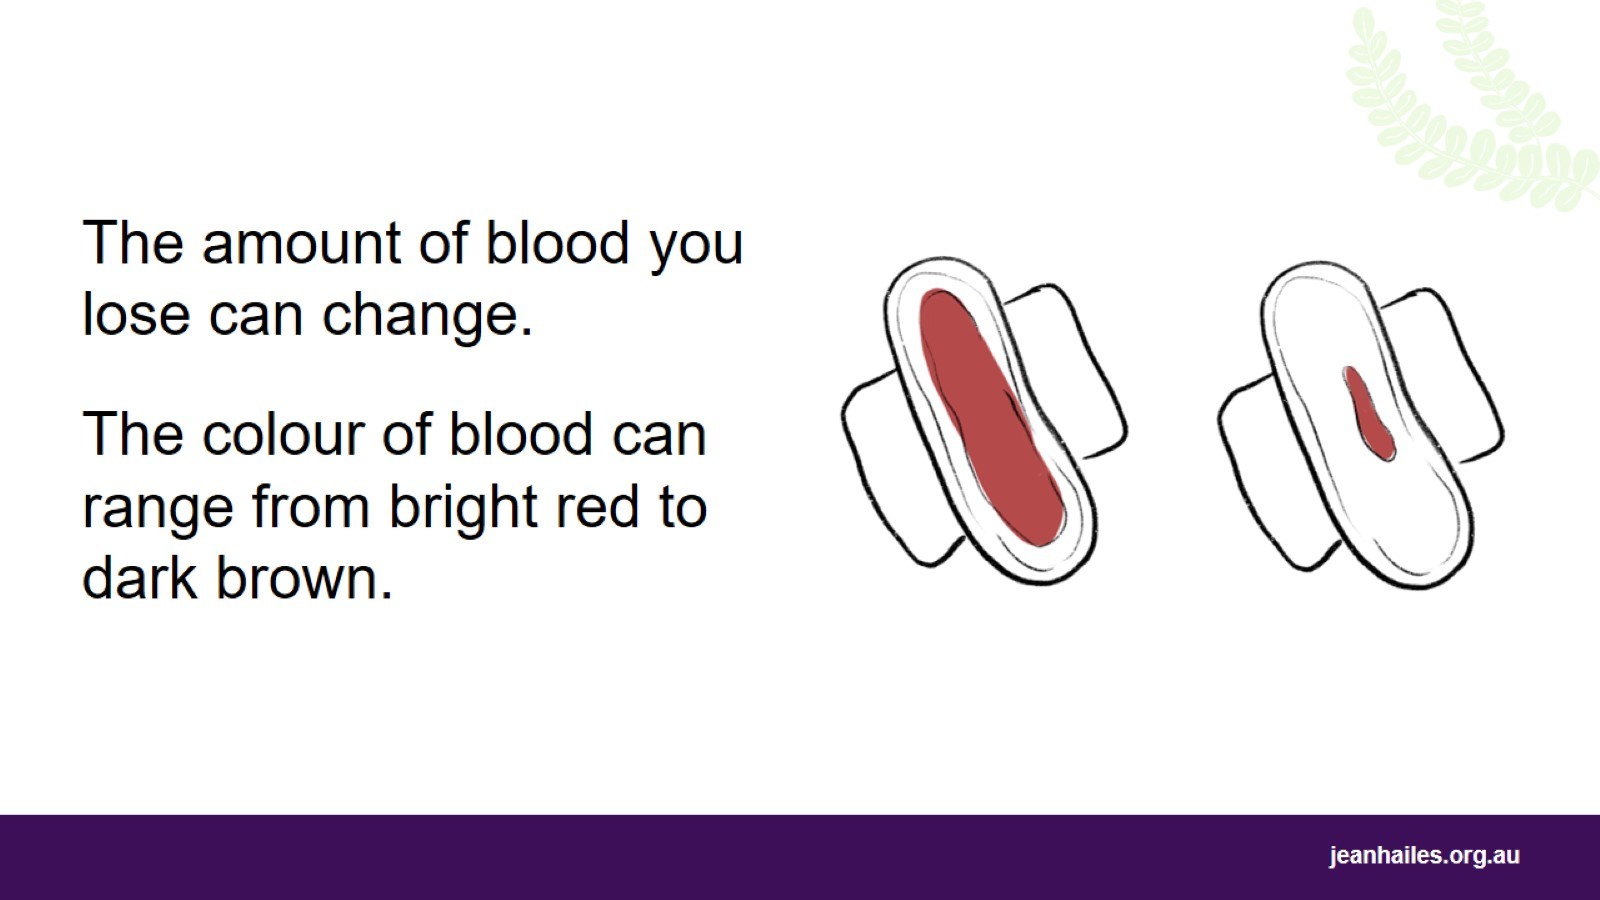 The amount of blood you
lose can change.
The colour of blood can
range from bright red to
dark brown.
jeanhailes.org.au